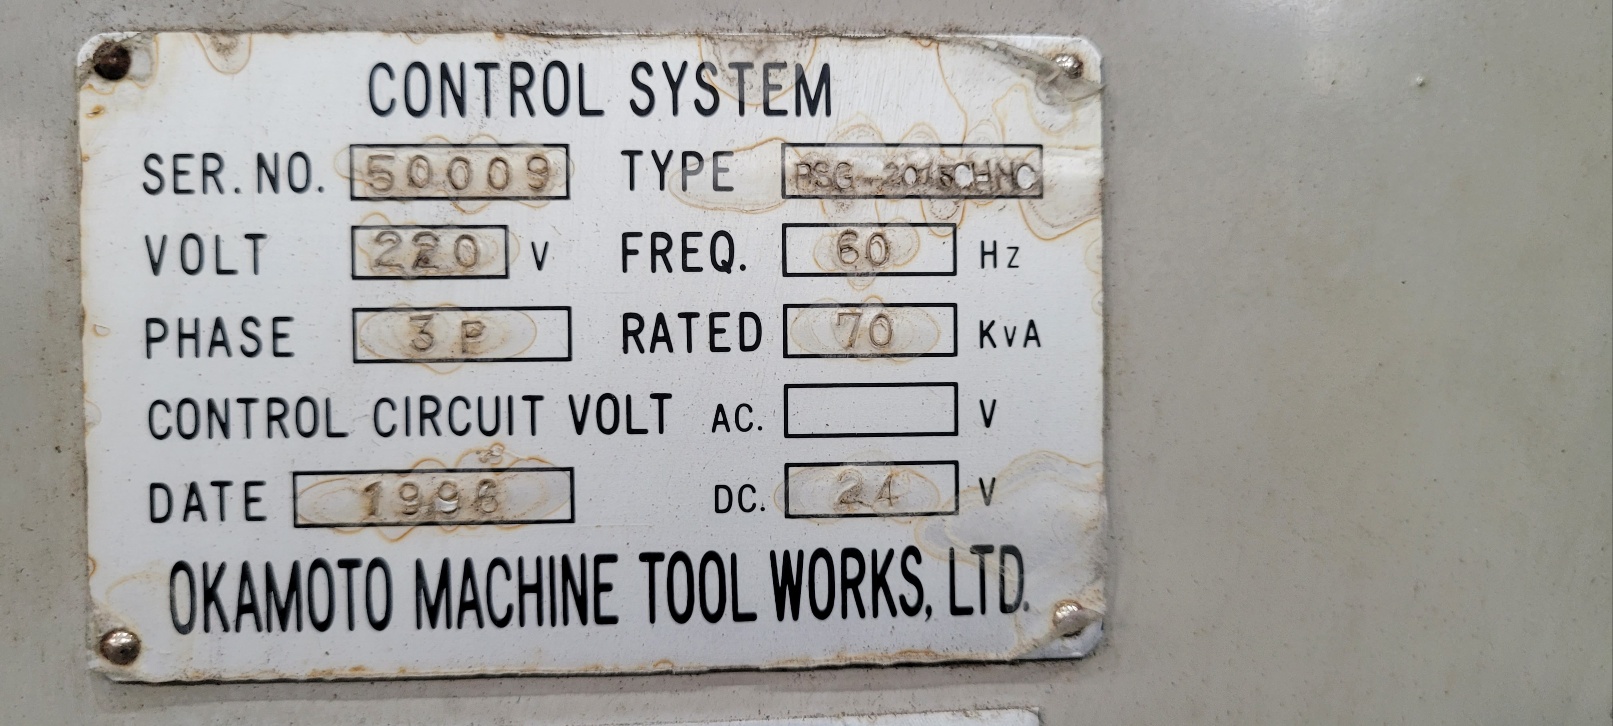 CONTROL SYSTEM
SER. NO. 50009 TYPE PSG-2015CHNC
VOLT 220 V FREQ. 60 Hz
PHASE 3 P RATED 70 KVA
CONTROL CIRCUIT VOLT AC. V
DATE 1996 DC. 24 V
OKAMOTO MACHINE TOOL WORKS, LTD.